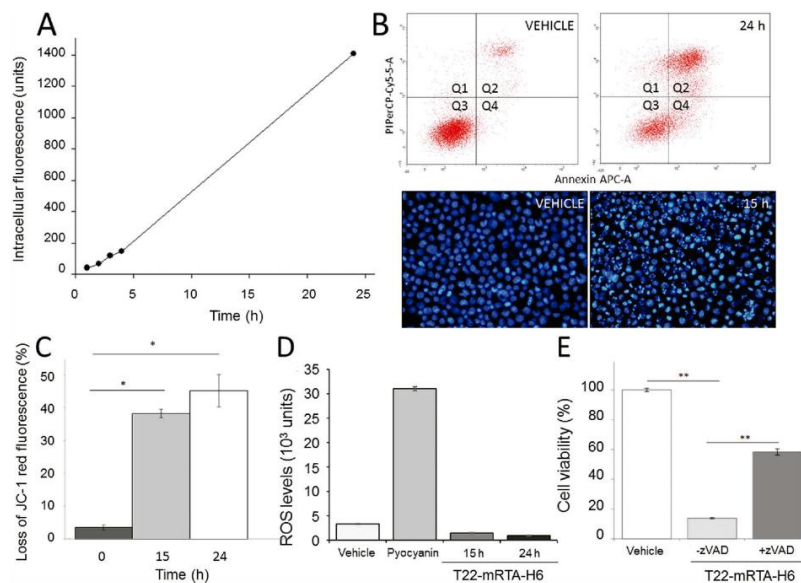 A
Intracellular fluorescence (units)
1400
1200
1000
800
600
400
200
0
0 5 10 15 20 25
Time (h)
B
VEHICLE
24 h
PIPerCP-Cy5-5-A
Q1 Q2
Q3 Q4
Q1 Q2
Q3 Q4
Annexin APC-A
VEHICLE
15 h
C
Loss of JC-1 red fluorescence (%)
50
40
30
20
10
0
*
*
0 15 24
Time (h)
D
ROS levels (10³ units)
35
30
25
20
15
10
5
0
Vehicle Pyocyanin 15 h 24 h
T22-mRTA-H6
E
Cell viability (%)
100
80
60
40
20
0
**
**
Vehicle -zVAD +zVAD
T22-mRTA-H6